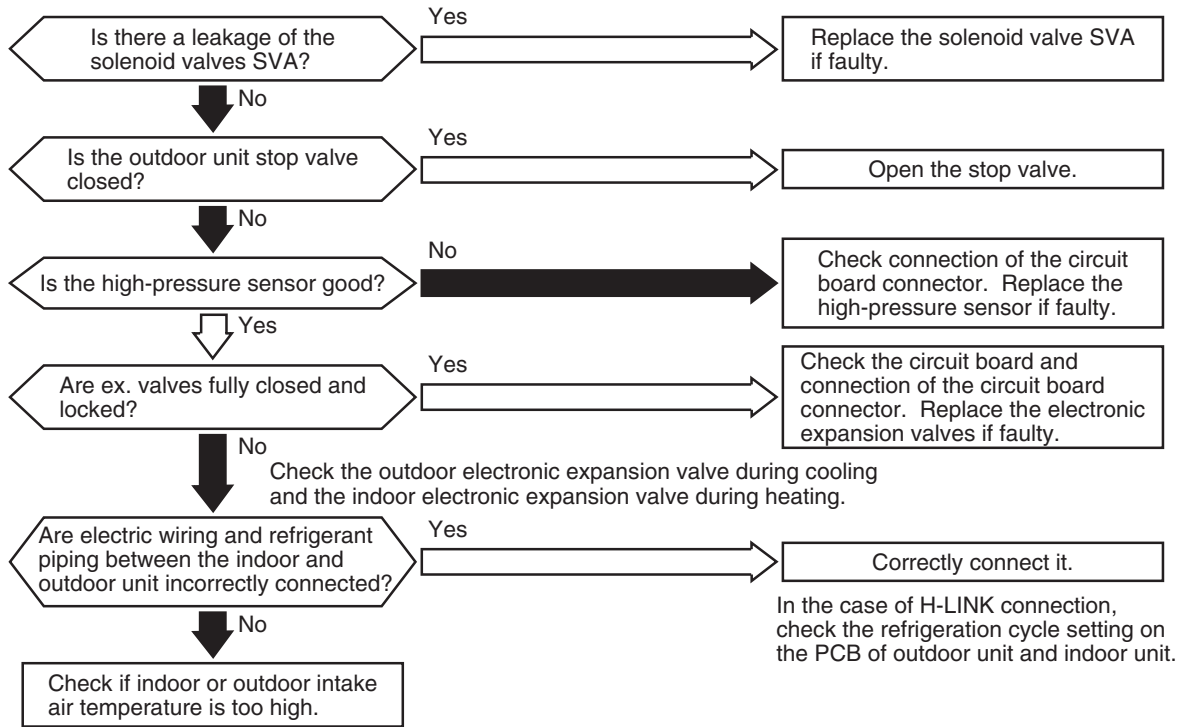 Is there a leakage of the
solenoid valves SVA?
Yes
Replace the solenoid valve SVA
if faulty.
No
Is the outdoor unit stop valve
closed?
Yes
Open the stop valve.
No
Is the high-pressure sensor good?
No
Check connection of the circuit
board connector. Replace the
high-pressure sensor if faulty.
Yes
Are ex. valves fully closed and
locked?
Yes
Check the circuit board and
connection of the circuit board
connector. Replace the electronic
expansion valves if faulty.
No
Check the outdoor electronic expansion valve during cooling
and the indoor electronic expansion valve during heating.
Are electric wiring and refrigerant
piping between the indoor and
outdoor unit incorrectly connected?
Yes
Correctly connect it.
In the case of H-LINK connection,
check the refrigeration cycle setting on
the PCB of outdoor unit and indoor unit.
No
Check if indoor or outdoor intake
air temperature is too high.